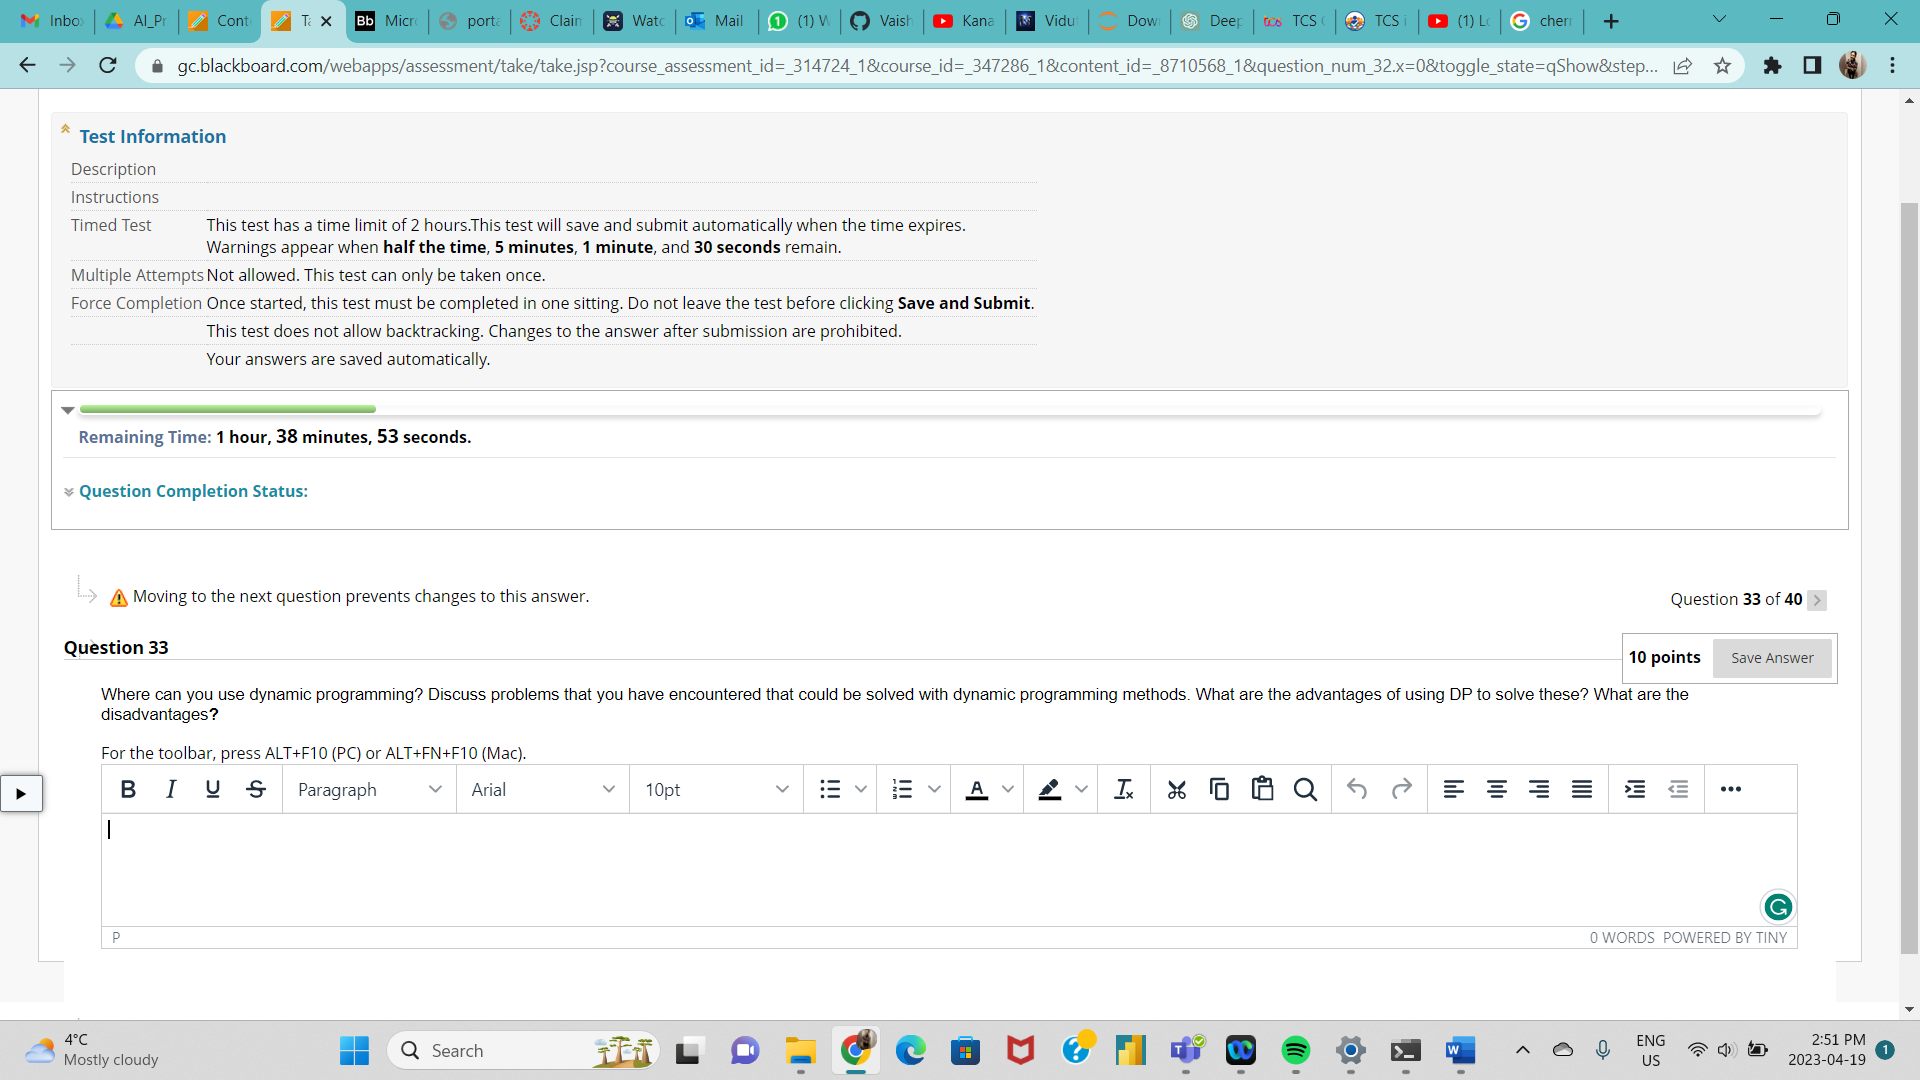 Inbo
AI_Pr
Cont
Ta
Bb Micr
porta
Clain
Watc
Mail
(1) W
Vaish
Kana
Vidu
Dow
Deep
tcs TCS
TCS i
(1) Lo
cherr
gc.blackboard.com/webapps/assessment/take/take.jsp?course_assessment_id=_314724_1&course_id=_347286_1&content_id=_8710568_1&question_num_32.x=0&toggle_state=qShow&step...
Test Information
Description
Instructions
Timed Test This test has a time limit of 2 hours.This test will save and submit automatically when the time expires.
Warnings appear when half the time, 5 minutes, 1 minute, and 30 seconds remain.
Multiple Attempts Not allowed. This test can only be taken once.
Force Completion Once started, this test must be completed in one sitting. Do not leave the test before clicking Save and Submit.
This test does not allow backtracking. Changes to the answer after submission are prohibited.
Your answers are saved automatically.
Remaining Time: 1 hour, 38 minutes, 53 seconds.
Question Completion Status:
Moving to the next question prevents changes to this answer.
Question 33 of 40 >
Question 33
10 points Save Answer
Where can you use dynamic programming? Discuss problems that you have encountered that could be solved with dynamic programming methods. What are the advantages of using DP to solve these? What are the
disadvantages?
For the toolbar, press ALT+F10 (PC) or ALT+FN+F10 (Mac).
B I U S Paragraph Arial 10pt
P
0 WORDS POWERED BY TINY
4°C
Mostly cloudy
Search
ENG
US
2:51 PM
2023-04-19
1